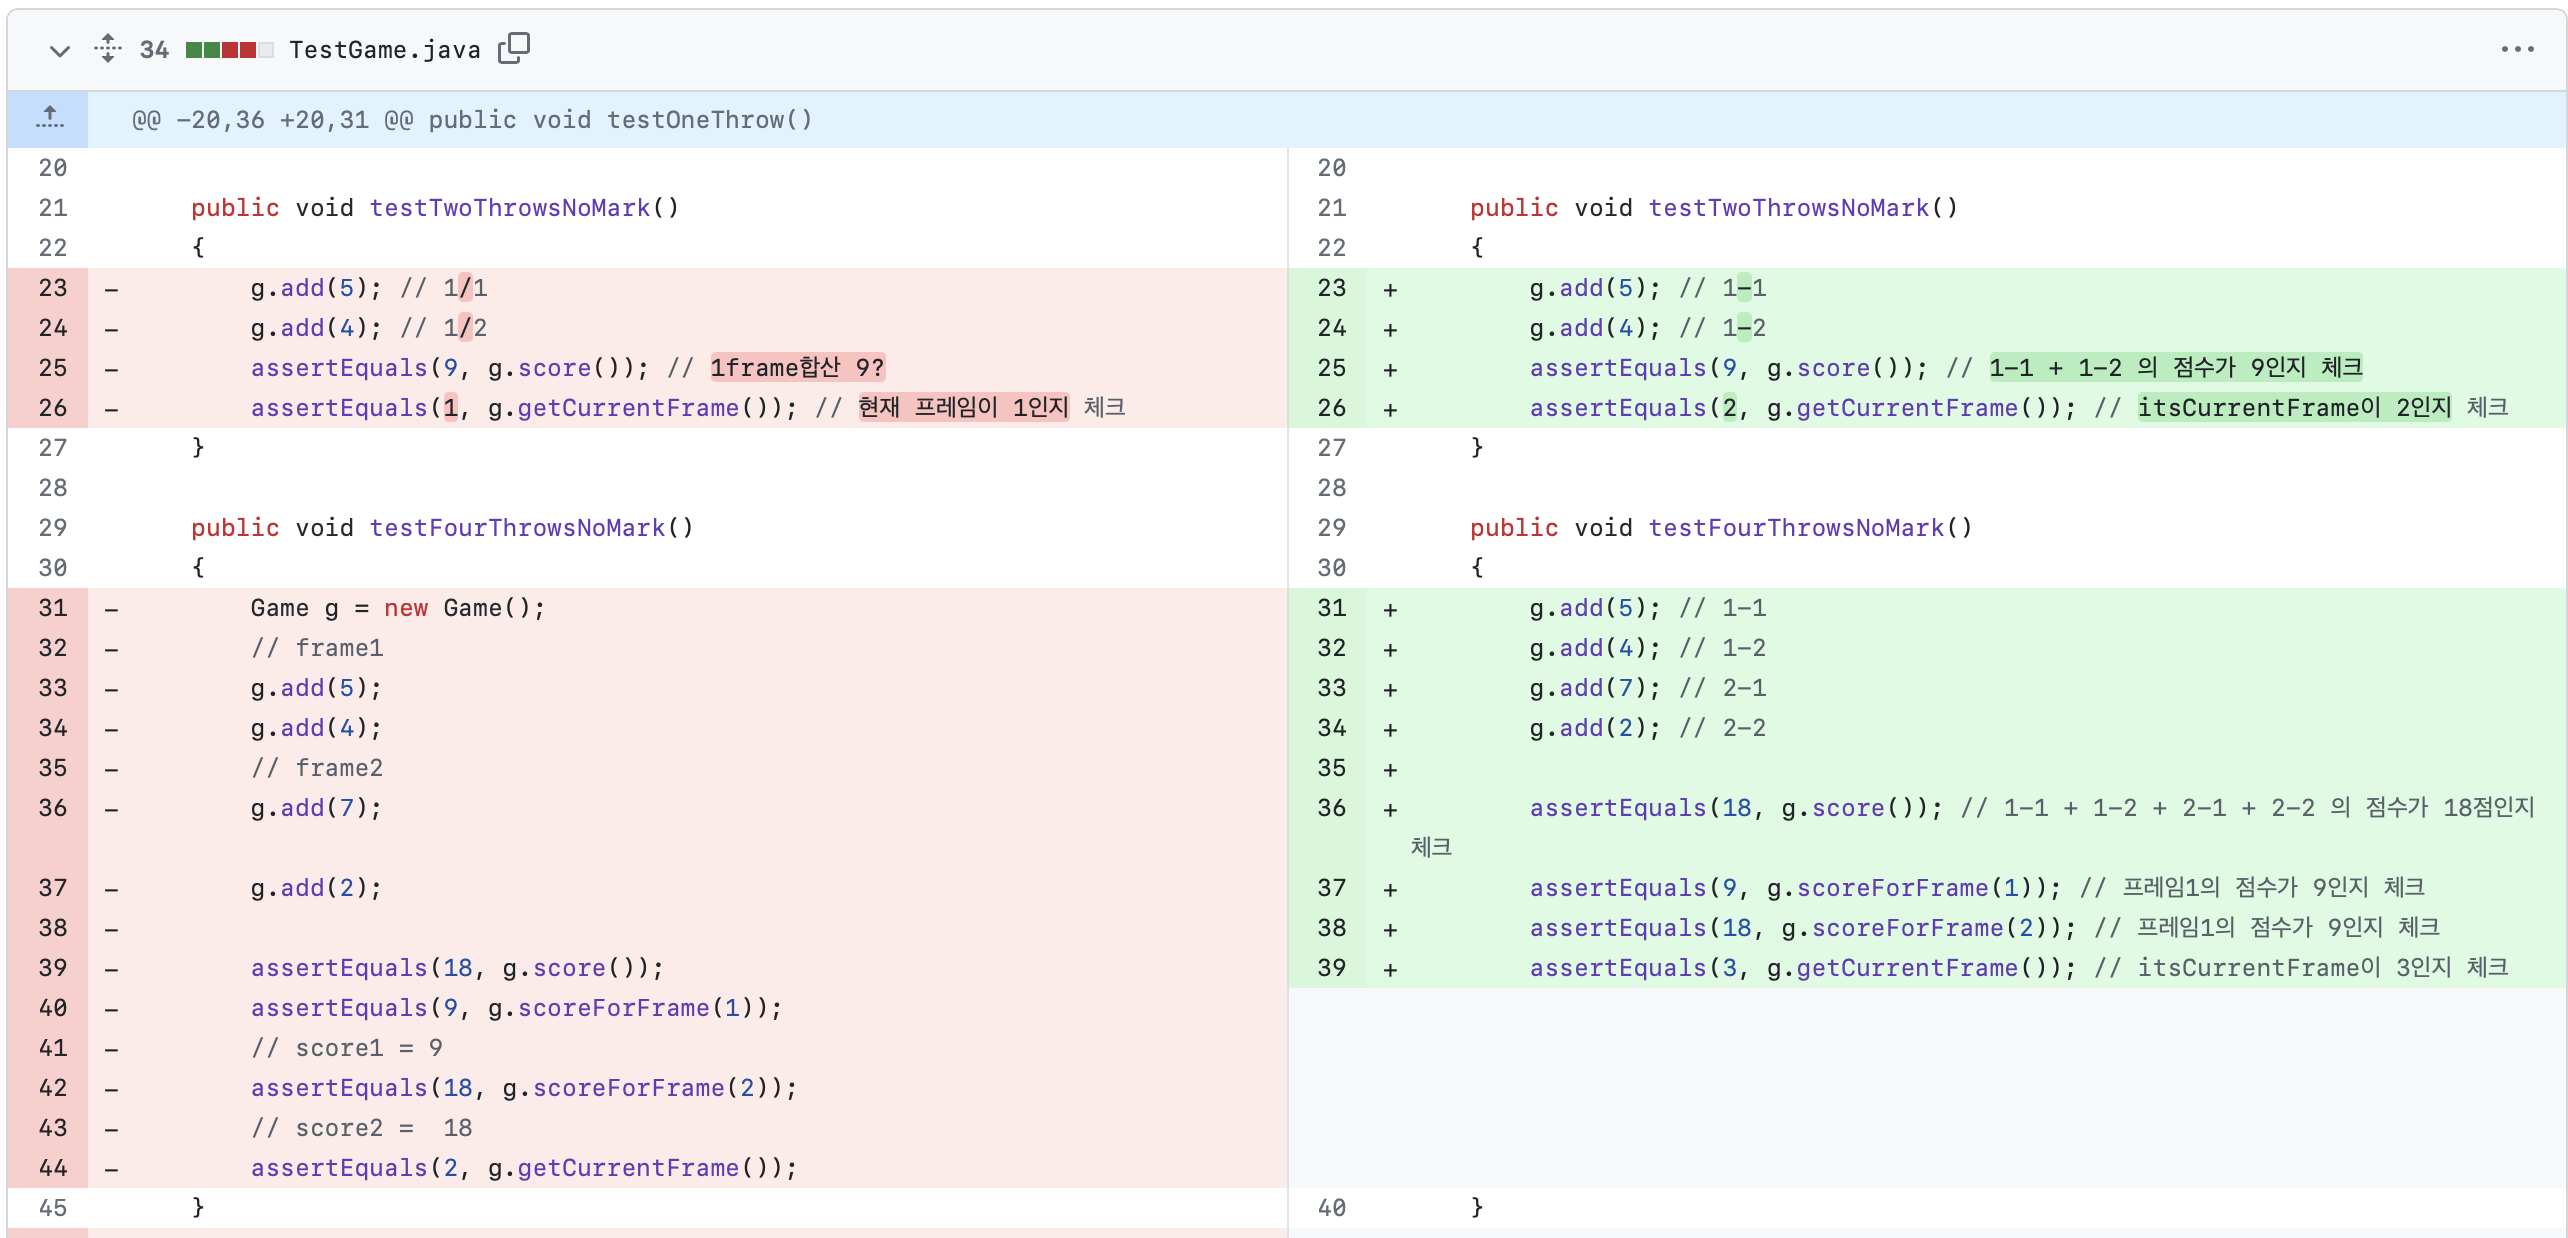 34 TestGame.java
@@ -20,36 +20,31 @@ public void testOneThrow()
20
21 public void testTwoThrowsNoMark()
22 {
23 - g.add(5); // 1/1
24 - g.add(4); // 1/2
25 - assertEquals(9, g.score()); // 1frame합산 9?
26 - assertEquals(1, g.getCurrentFrame()); // 현재 프레임이 1인지 체크
27 }
28
29 public void testFourThrowsNoMark()
30 {
31 - Game g = new Game();
32 - // frame1
33 - g.add(5);
34 - g.add(4);
35 - // frame2
36 - g.add(7);
37 - g.add(2);
38 -
39 - assertEquals(18, g.score());
40 - assertEquals(9, g.scoreForFrame(1));
41 - // score1 = 9
42 - assertEquals(18, g.scoreForFrame(2));
43 - // score2 =  18
44 - assertEquals(2, g.getCurrentFrame());
45 }
20
21 public void testTwoThrowsNoMark()
22 {
23 + g.add(5); // 1-1
24 + g.add(4); // 1-2
25 + assertEquals(9, g.score()); // 1-1 + 1-2 의 점수가 9인지 체크
26 + assertEquals(2, g.getCurrentFrame()); // itsCurrentFrame이 2인지 체크
27 }
28
29 public void testFourThrowsNoMark()
30 {
31 + g.add(5); // 1-1
32 + g.add(4); // 1-2
33 + g.add(7); // 2-1
34 + g.add(2); // 2-2
35 +
36 + assertEquals(18, g.score()); // 1-1 + 1-2 + 2-1 + 2-2 의 점수가 18점인지
체크
37 + assertEquals(9, g.scoreForFrame(1)); // 프레임1의 점수가 9인지 체크
38 + assertEquals(18, g.scoreForFrame(2)); // 프레임1의 점수가 9인지 체크
39 + assertEquals(3, g.getCurrentFrame()); // itsCurrentFrame이 3인지 체크
40 }